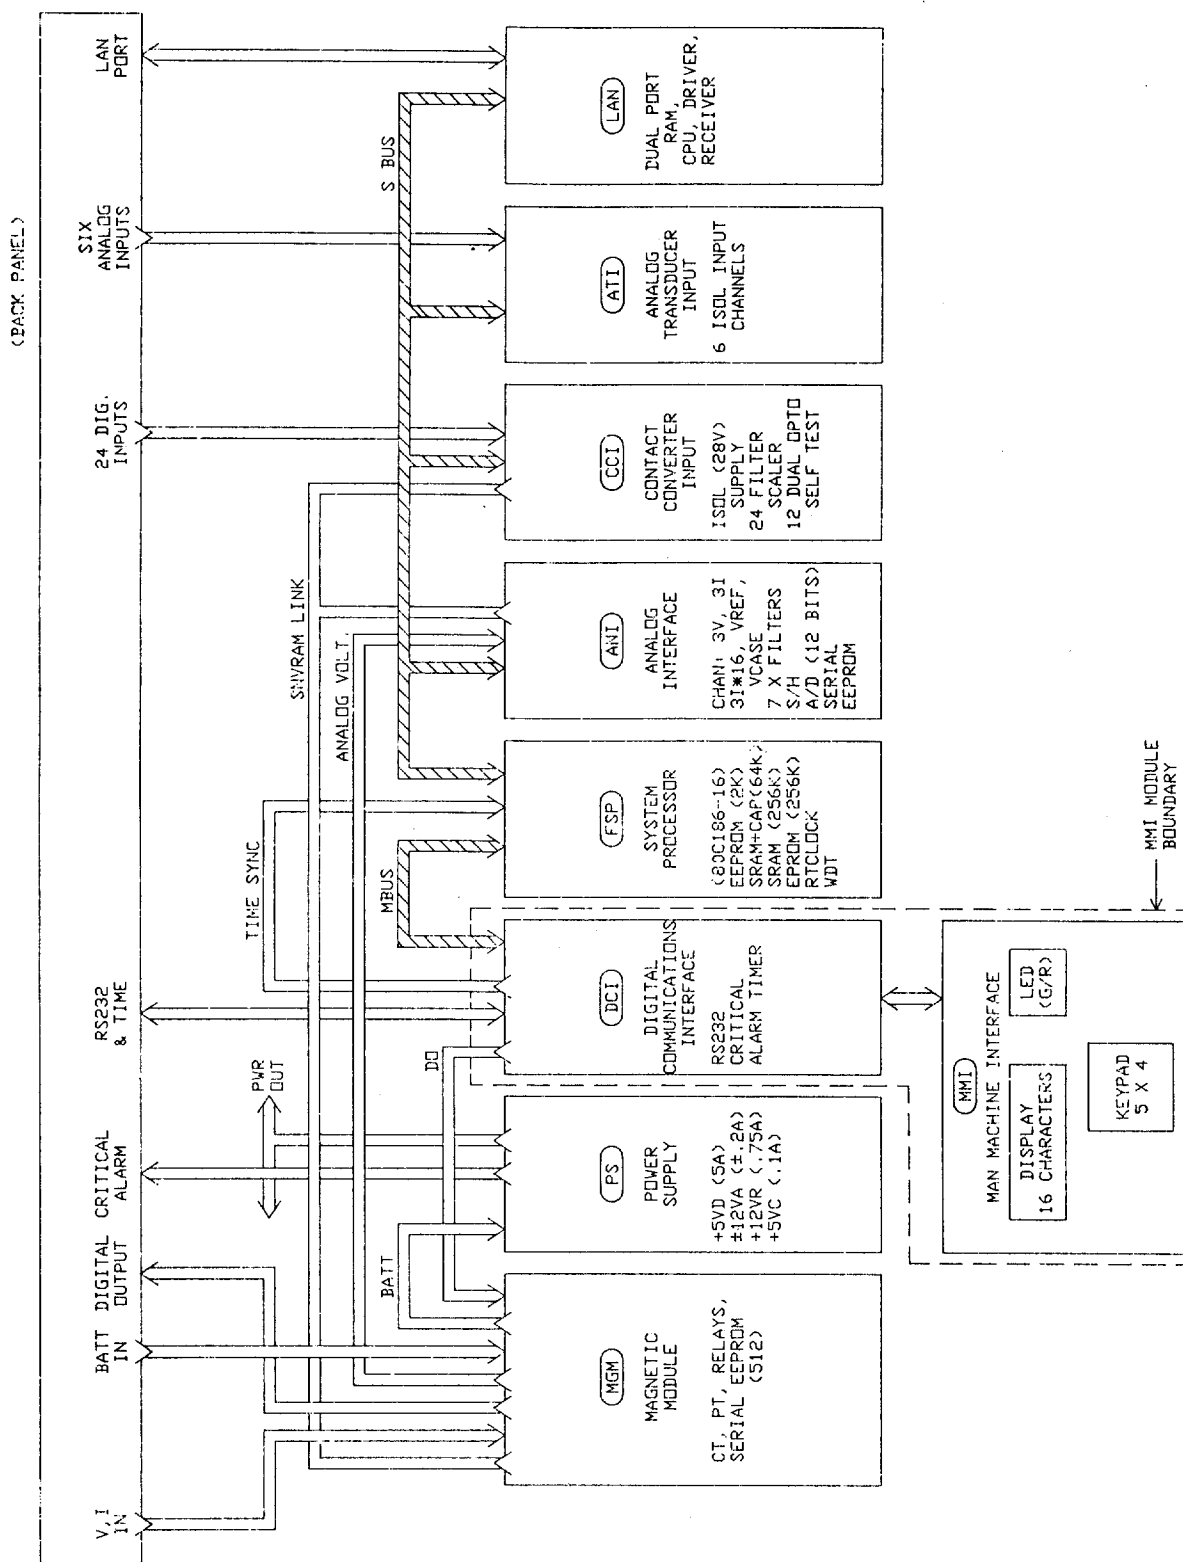 (BACK PANEL)
V,I
IN
BATT
IN
DIGITAL
OUTPUT
CRITICAL
ALARM
RS232
& TIME
24 DIG.
INPUTS
SIX
ANALOG
INPUTS
LAN
PORT
PWR
OUT
TIME SYNC
SNVRAM LINK
ANALOG VOLT.
S BUS
BATT
DO
MBUS
MGM
MAGNETIC
MODULE
CT, PT, RELAYS,
SERIAL EEPROM
(512)
PS
POWER
SUPPLY
+5VD (5A)
±12VA (±.2A)
+12VR (.75A)
+5VC (.1A)
DCI
DIGITAL
COMMUNICATIONS
INTERFACE
RS232
CRITICAL
ALARM TIMER
FSP
SYSTEM
PROCESSOR
(80C186-16)
EEPROM (2K)
SRAM+CAP(64K)
SRAM (256K)
EPROM (256K)
RTCLOCK
WDT
ANI
ANALOG
INTERFACE
CHAN: 3V, 3I
3I*16, VREF,
VCASE
7 X FILTERS
S/H
A/D (12 BITS)
SERIAL
EEPROM
CCI
CONTACT
CONVERTER
INPUT
ISOL (28V)
SUPPLY
24 FILTER
SCALER
12 DUAL OPTO
SELF TEST
ATI
ANALOG
TRANSDUCER
INPUT
6 ISOL INPUT
CHANNELS
LAN
DUAL PORT
RAM,
CPU, DRIVER,
RECEIVER
MMI
MAN MACHINE INTERFACE
DISPLAY
16 CHARACTERS
LED
(G/R)
KEYPAD
5 X 4
MMI MODULE
BOUNDARY